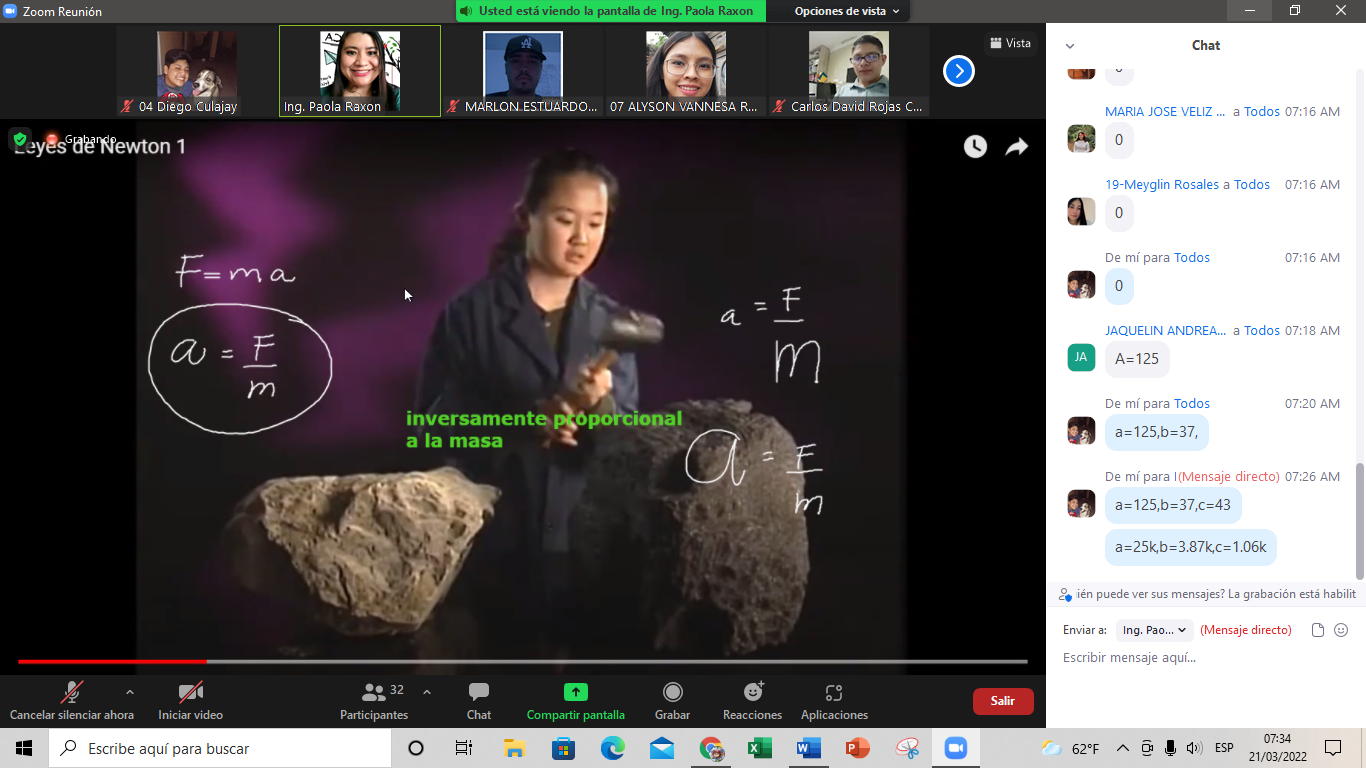 Zoom Reunión
Usted está viendo la pantalla de Ing. Paola Raxon
Opciones de vista
04 Diego Culajay
Ing. Paola Raxon
MARLON ESTUARDO...
07 ALYSON VANNESA R...
Carlos David Rojas C...
Vista
Grabando
Leyes de Newton 1
F = m a
a = F
m
a = F
m
inversamente proporcional
a la masa
a = F
m
Cancelar silenciar ahora
Iniciar video
32
Participantes
Chat
Compartir pantalla
Grabar
Reacciones
Aplicaciones
Salir
Chat
0
MARIA JOSE VELIZ ... a Todos 07:16 AM
0
19-Meyglin Rosales a Todos 07:16 AM
0
De mí para Todos 07:16 AM
0
JAQUELIN ANDREA... a Todos 07:18 AM
JA
A=125
De mí para Todos 07:20 AM
a=125,b=37,
De mí para I(Mensaje directo) 07:26 AM
a=125,b=37,c=43
a=25k,b=3.87k,c=1.06k
ién puede ver sus mensajes? La grabación está habilit
Enviar a: Ing. Pao... (Mensaje directo)
Escribir mensaje aquí...
Escribe aquí para buscar
62°F
ESP
07:34
21/03/2022